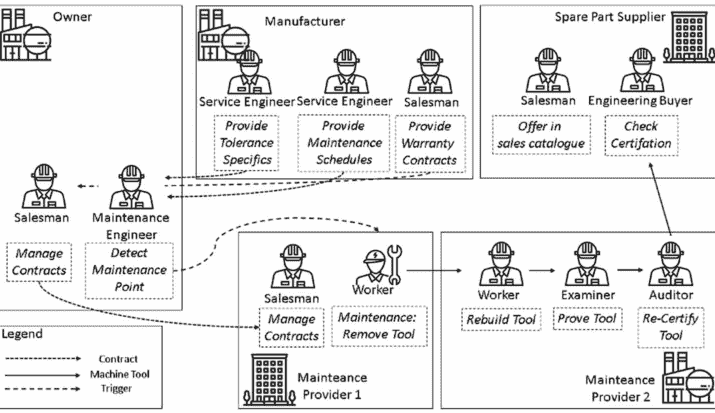 Owner
Salesman
Maintenance
Engineer
Manage
Contracts
Detect
Maintenance
Point
Manufacturer
Service Engineer
Service Engineer
Salesman
Provide
Tolerance
Specifics
Provide
Maintenance
Schedules
Provide
Warranty
Contracts
Spare Part Supplier
Salesman
Engineering Buyer
Offer in
sales catalogue
Check
Certifation
Salesman
Worker
Manage
Contracts
Maintenance:
Remove Tool
Mainteance
Provider 1
Worker
Examiner
Auditor
Rebuild Tool
Prove Tool
Re-Certify
Tool
Mainteance
Provider 2
Legend
Contract
Machine Tool
Trigger